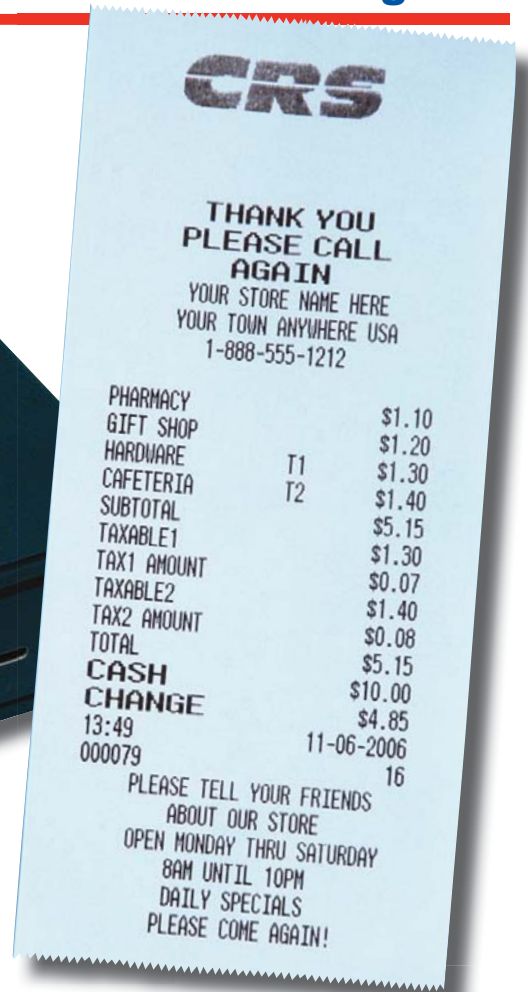 CRS
THANK YOU
PLEASE CALL
AGAIN
YOUR STORE NAME HERE
YOUR TOWN ANYWHERE USA
1-888-555-1212
PHARMACY $1.10
GIFT SHOP $1.20
HARDWARE T1 $1.30
CAFETERIA T2 $1.40
SUBTOTAL $5.15
TAXABLE1 $1.30
TAX1 AMOUNT $0.07
TAXABLE2 $1.40
TAX2 AMOUNT $0.08
TOTAL $5.15
CASH $10.00
CHANGE $4.85
13:49 11-06-2006
000079 16
PLEASE TELL YOUR FRIENDS
ABOUT OUR STORE
OPEN MONDAY THRU SATURDAY
8AM UNTIL 10PM
DAILY SPECIALS
PLEASE COME AGAIN!